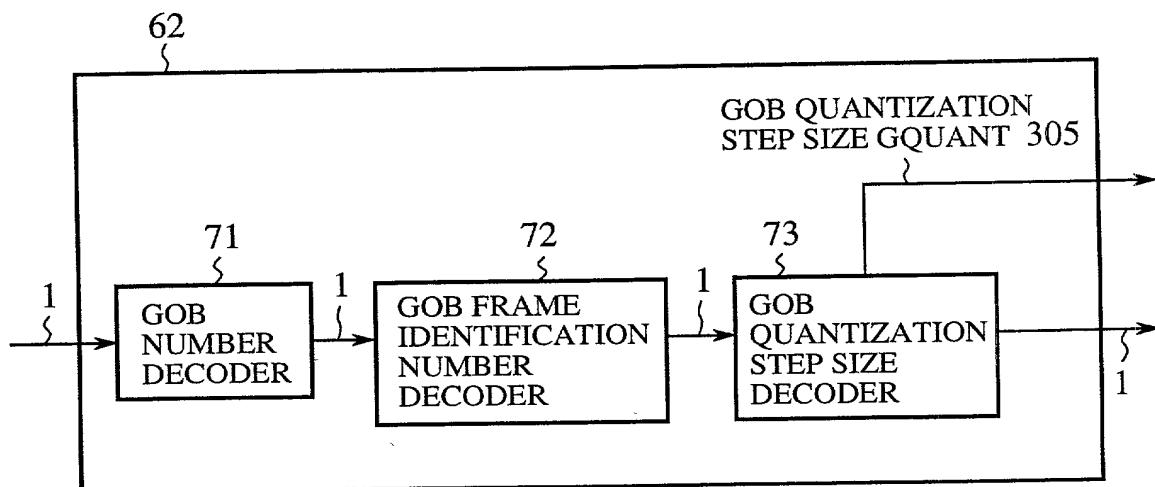 62
GOB QUANTIZATION
STEP SIZE GQUANT 305
71
72
73
1
GOB
NUMBER
DECODER
1
GOB FRAME
IDENTIFICATION
NUMBER
DECODER
1
GOB
QUANTIZATION
STEP SIZE
DECODER
1